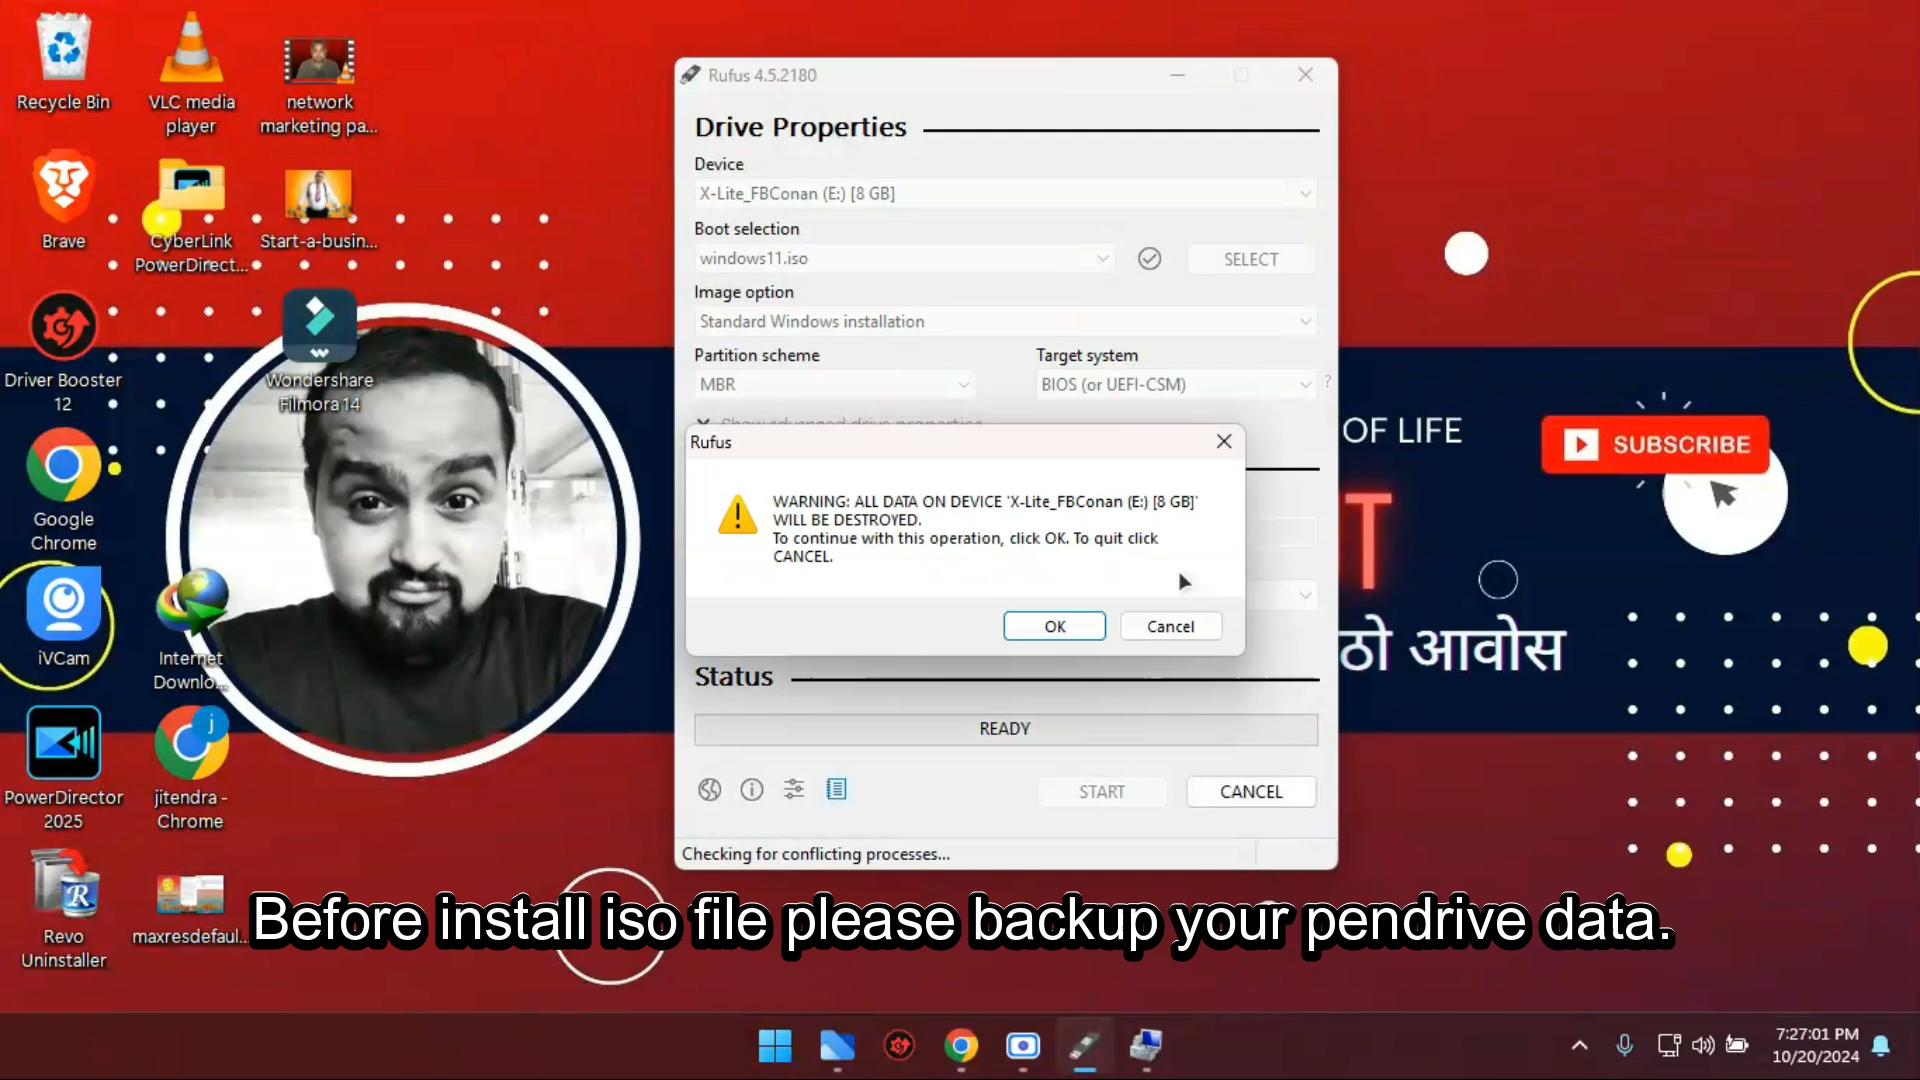 Recycle Bin
VLC media
player
network
marketing pa...
Brave
CyberLink
PowerDirect...
Start-a-busin...
Driver Booster
12
Wondershare
Filmora 14
Google
Chrome
iVCam
Internet
Downlo...
PowerDirector
2025
jitendra -
Chrome
Revo
Uninstaller
maxresdefaul...
Rufus 4.5.2180
Drive Properties
Device
X-Lite_FBConan (E:) [8 GB]
Boot selection
windows11.iso
SELECT
Image option
Standard Windows installation
Partition scheme
Target system
MBR
BIOS (or UEFI-CSM)
?
Show advanced drive properties
Rufus
WARNING: ALL DATA ON DEVICE 'X-Lite_FBConan (E:) [8 GB]'
WILL BE DESTROYED.
To continue with this operation, click OK. To quit click
CANCEL.
OK
Cancel
Status
READY
START
CANCEL
Checking for conflicting processes...
OF LIFE
SUBSCRIBE
T
ठो आवोस
Before install iso file please backup your pendrive data.
7:27:01 PM
10/20/2024